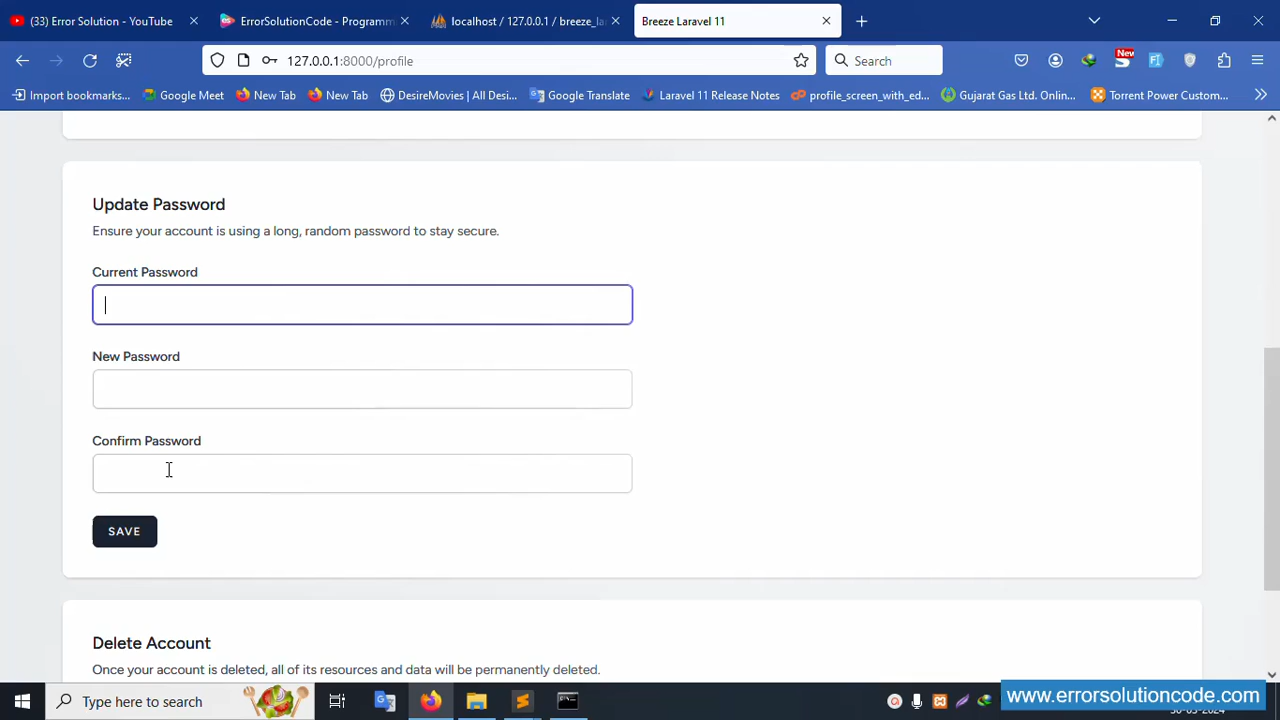 (33) Error Solution - YouTube
ErrorSolutionCode - Programm
localhost / 127.0.0.1 / breeze_la
Breeze Laravel 11
127.0.0.1:8000/profile
Search
New
Import bookmarks...
Google Meet
New Tab
New Tab
DesireMovies | All Desi...
Google Translate
Laravel 11 Release Notes
profile_screen_with_ed...
Gujarat Gas Ltd. Onlin...
Torrent Power Custom...
Update Password
Ensure your account is using a long, random password to stay secure.
Current Password
New Password
Confirm Password
SAVE
Delete Account
Once your account is deleted, all of its resources and data will be permanently deleted.
Type here to search
www.errorsolutioncode.com